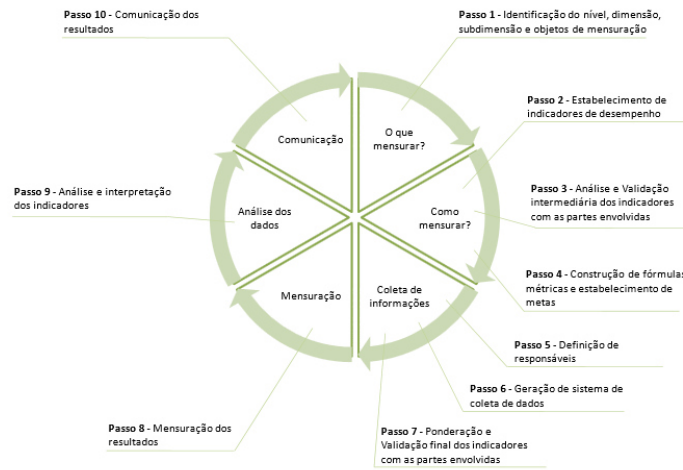 Passo 10 - Comunicação dos
resultados
Passo 1 - Identificação do nível, dimensão,
subdimensão e objetos de mensuração
Passo 2 - Estabelecimento de
indicadores de desempenho
Comunicação
O que
mensurar?
Passo 9 - Análise e interpretação
dos indicadores
Passo 3 - Análise e Validação
intermediária dos indicadores
com as partes envolvidas
Análise dos
dados
Como
mensurar?
Passo 4 - Construção de fórmulas
métricas e estabelecimento de
metas
Mensuração
Coleta de
informações
Passo 5 - Definição de
responsáveis
Passo 6 - Geração de sistema de
coleta de dados
Passo 8 - Mensuração dos
resultados
Passo 7 - Ponderação e
Validação final dos indicadores
com as partes envolvidas